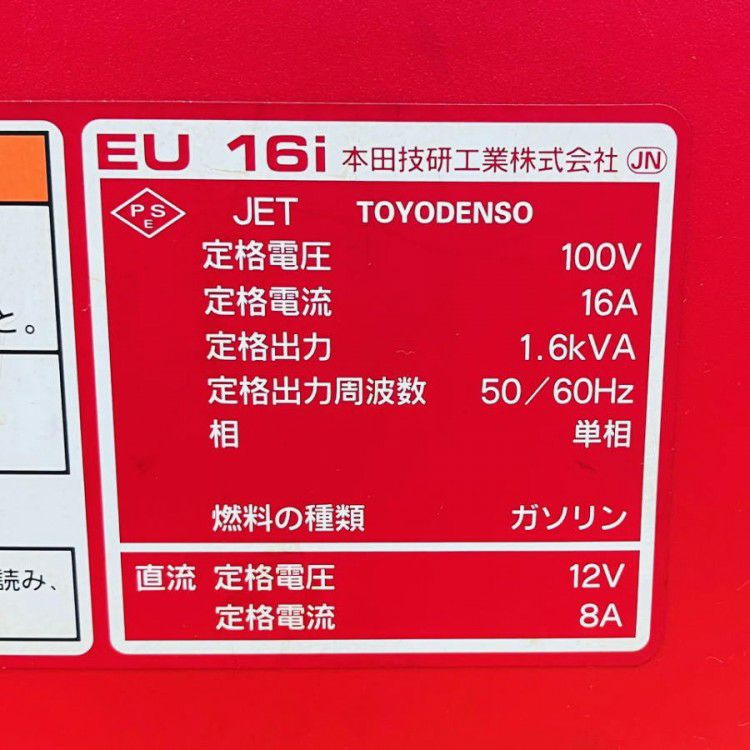 EU 16i 本田技研工業株式会社 JN
PSE JET TOYODENSO
定格電圧 100V
定格電流 16A
定格出力 1.6kVA
定格出力周波数 50/60Hz
相 単相
燃料の種類 ガソリン
直流 定格電圧 12V
定格電流 8A
と。
読み、